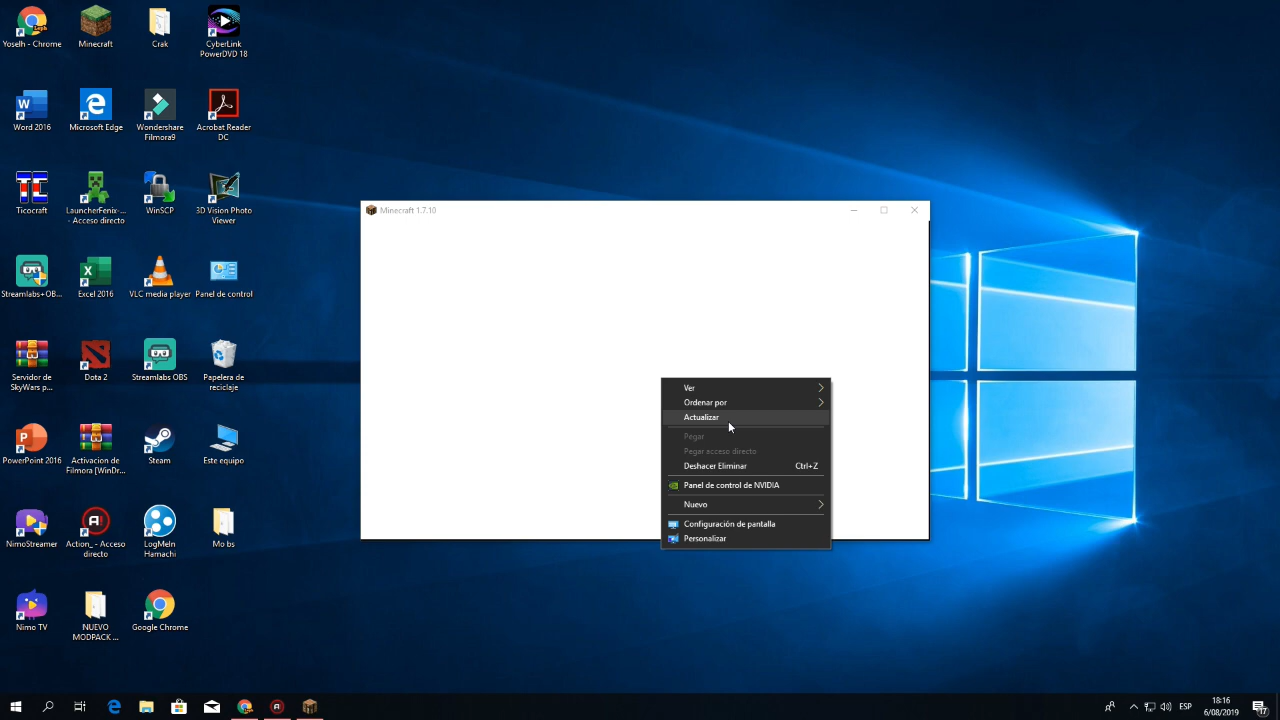 Yoselh - Chrome
Minecraft
Crak
CyberLink
PowerDVD 18
Word 2016
Microsoft Edge
Wondershare
Filmora9
Acrobat Reader
DC
Ticocraft
LauncherFenix-...
- Acceso directo
WinSCP
3D Vision Photo
Viewer
Streamlabs+OB...
Excel 2016
VLC media player
Panel de control
Servidor de
SkyWars p...
Dota 2
Streamlabs OBS
Papelera de
reciclaje
PowerPoint 2016
Activacion de
Filmora [WinDr...
Steam
Este equipo
NimoStreamer
Action_ - Acceso
directo
LogMeIn
Hamachi
Mo bs
Nimo TV
NUEVO
MODPACK ...
Google Chrome
Minecraft 1.7.10
Ver
Ordenar por
Actualizar
Pegar
Pegar acceso directo
Deshacer Eliminar Ctrl+Z
Panel de control de NVIDIA
Nuevo
Configuración de pantalla
Personalizar
ESP
18:16
6/08/2019
17